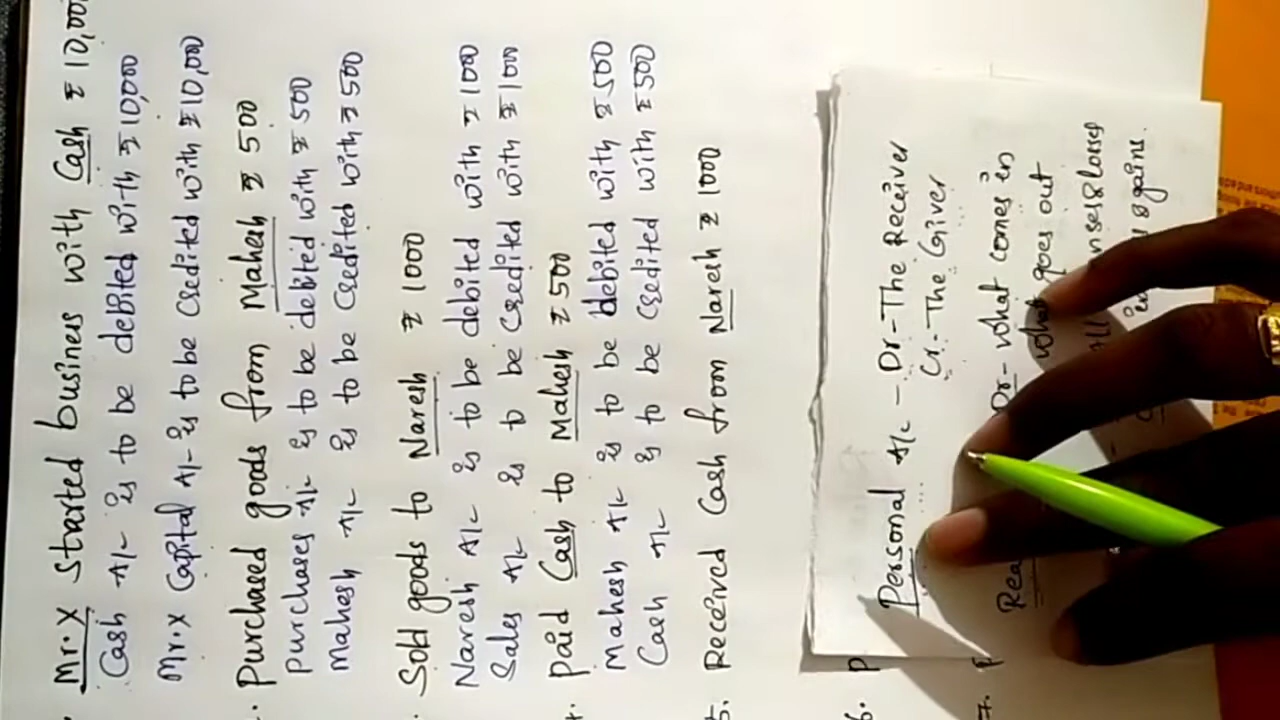 Mr. X Started business with Cash ₹ 10,000
Cash A/c is to be debited with ₹ 10,000
Mr. X Capital A/c is to be credited with ₹ 10,000
Purchased goods from Mahesh ₹ 500
Purchases A/c is to be debited with ₹ 500
Mahesh A/c is to be credited with ₹ 500
Sold goods to Naresh ₹ 1000
Naresh A/c is to be debited with ₹ 1000
Sales A/c is to be credited with ₹ 1000
Paid Cash to Mahesh ₹ 500
Mahesh A/c is to be debited with ₹ 500
Cash A/c is to be credited with ₹ 500
5. Received Cash from Naresh ₹ 1000
6. P
7.
Personal A/c - Dr - The Receiver
Cr - The Giver
Dr - what comes in
what goes out
& losses
& gains.